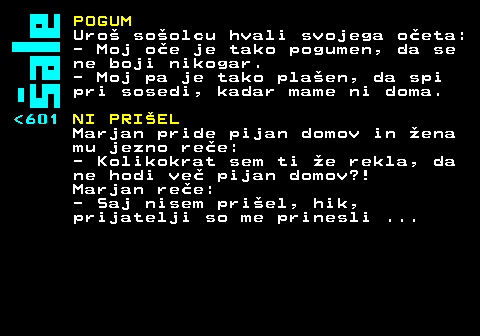 šale
POGUM
Uroš sošolcu hvali svojega očeta:
- Moj oče je tako pogumen, da se
ne boji nikogar.
- Moj pa je tako plašen, da spi
pri sosedi, kadar mame ni doma.
<601 NI PRIŠEL
Marjan pride pijan domov in žena
mu jezno reče:
- Kolikokrat sem ti že rekla, da
ne hodi več pijan domov?!
Marjan reče:
- Saj nisem prišel, hik,
prijatelji so me prinesli ...